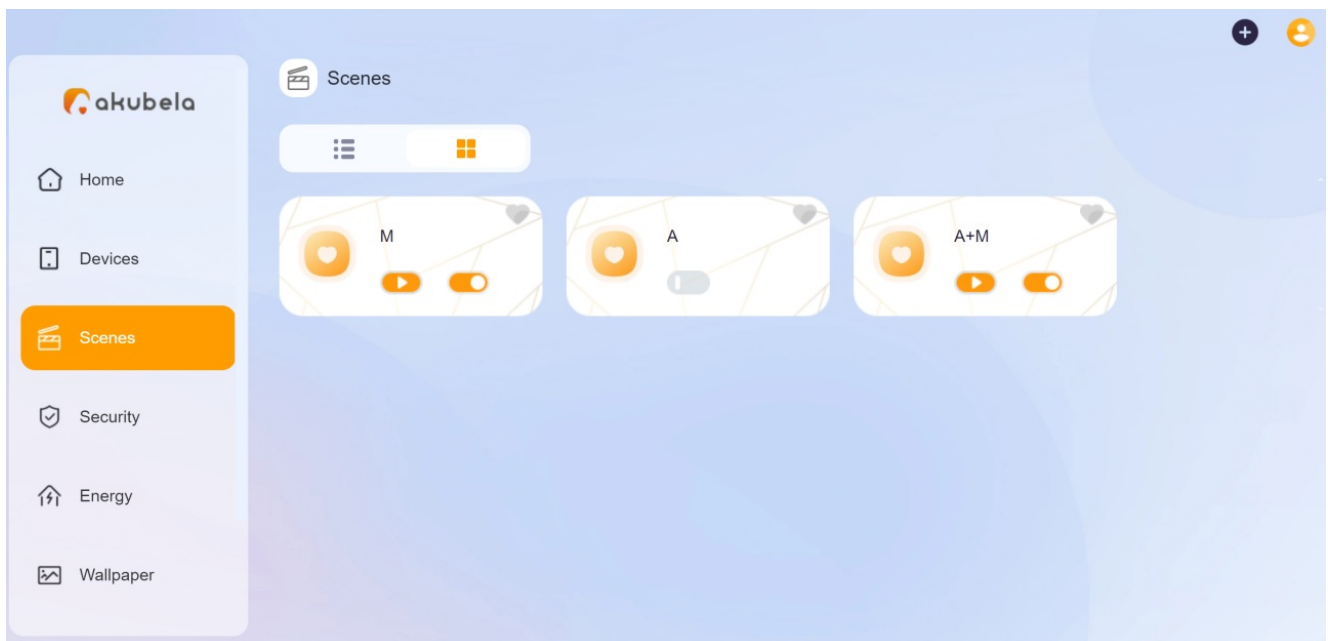 akubela
Home
Devices
Scenes
Security
Energy
Wallpaper
Scenes
M
A
A+M